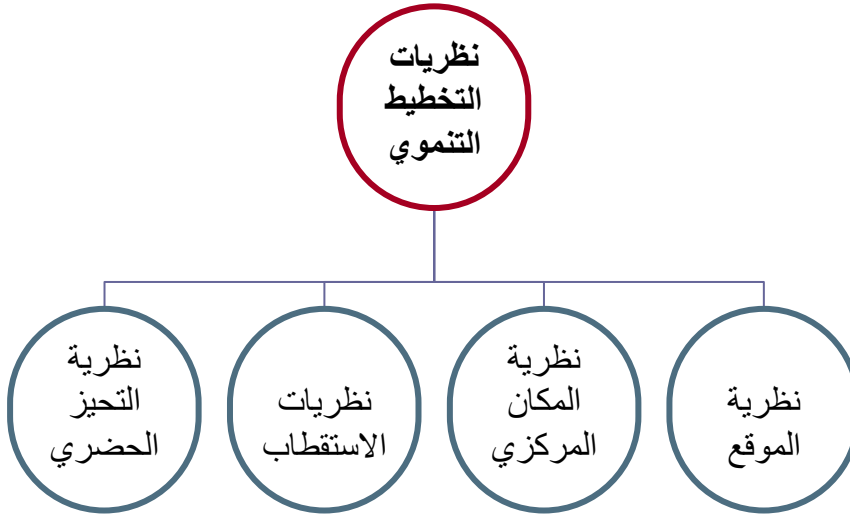 نظريات
التخطيط
التنموي
نظرية
الموقع
نظرية
المكان
المركزي
نظريات
الاستقطاب
نظرية
التحيز
الحضري